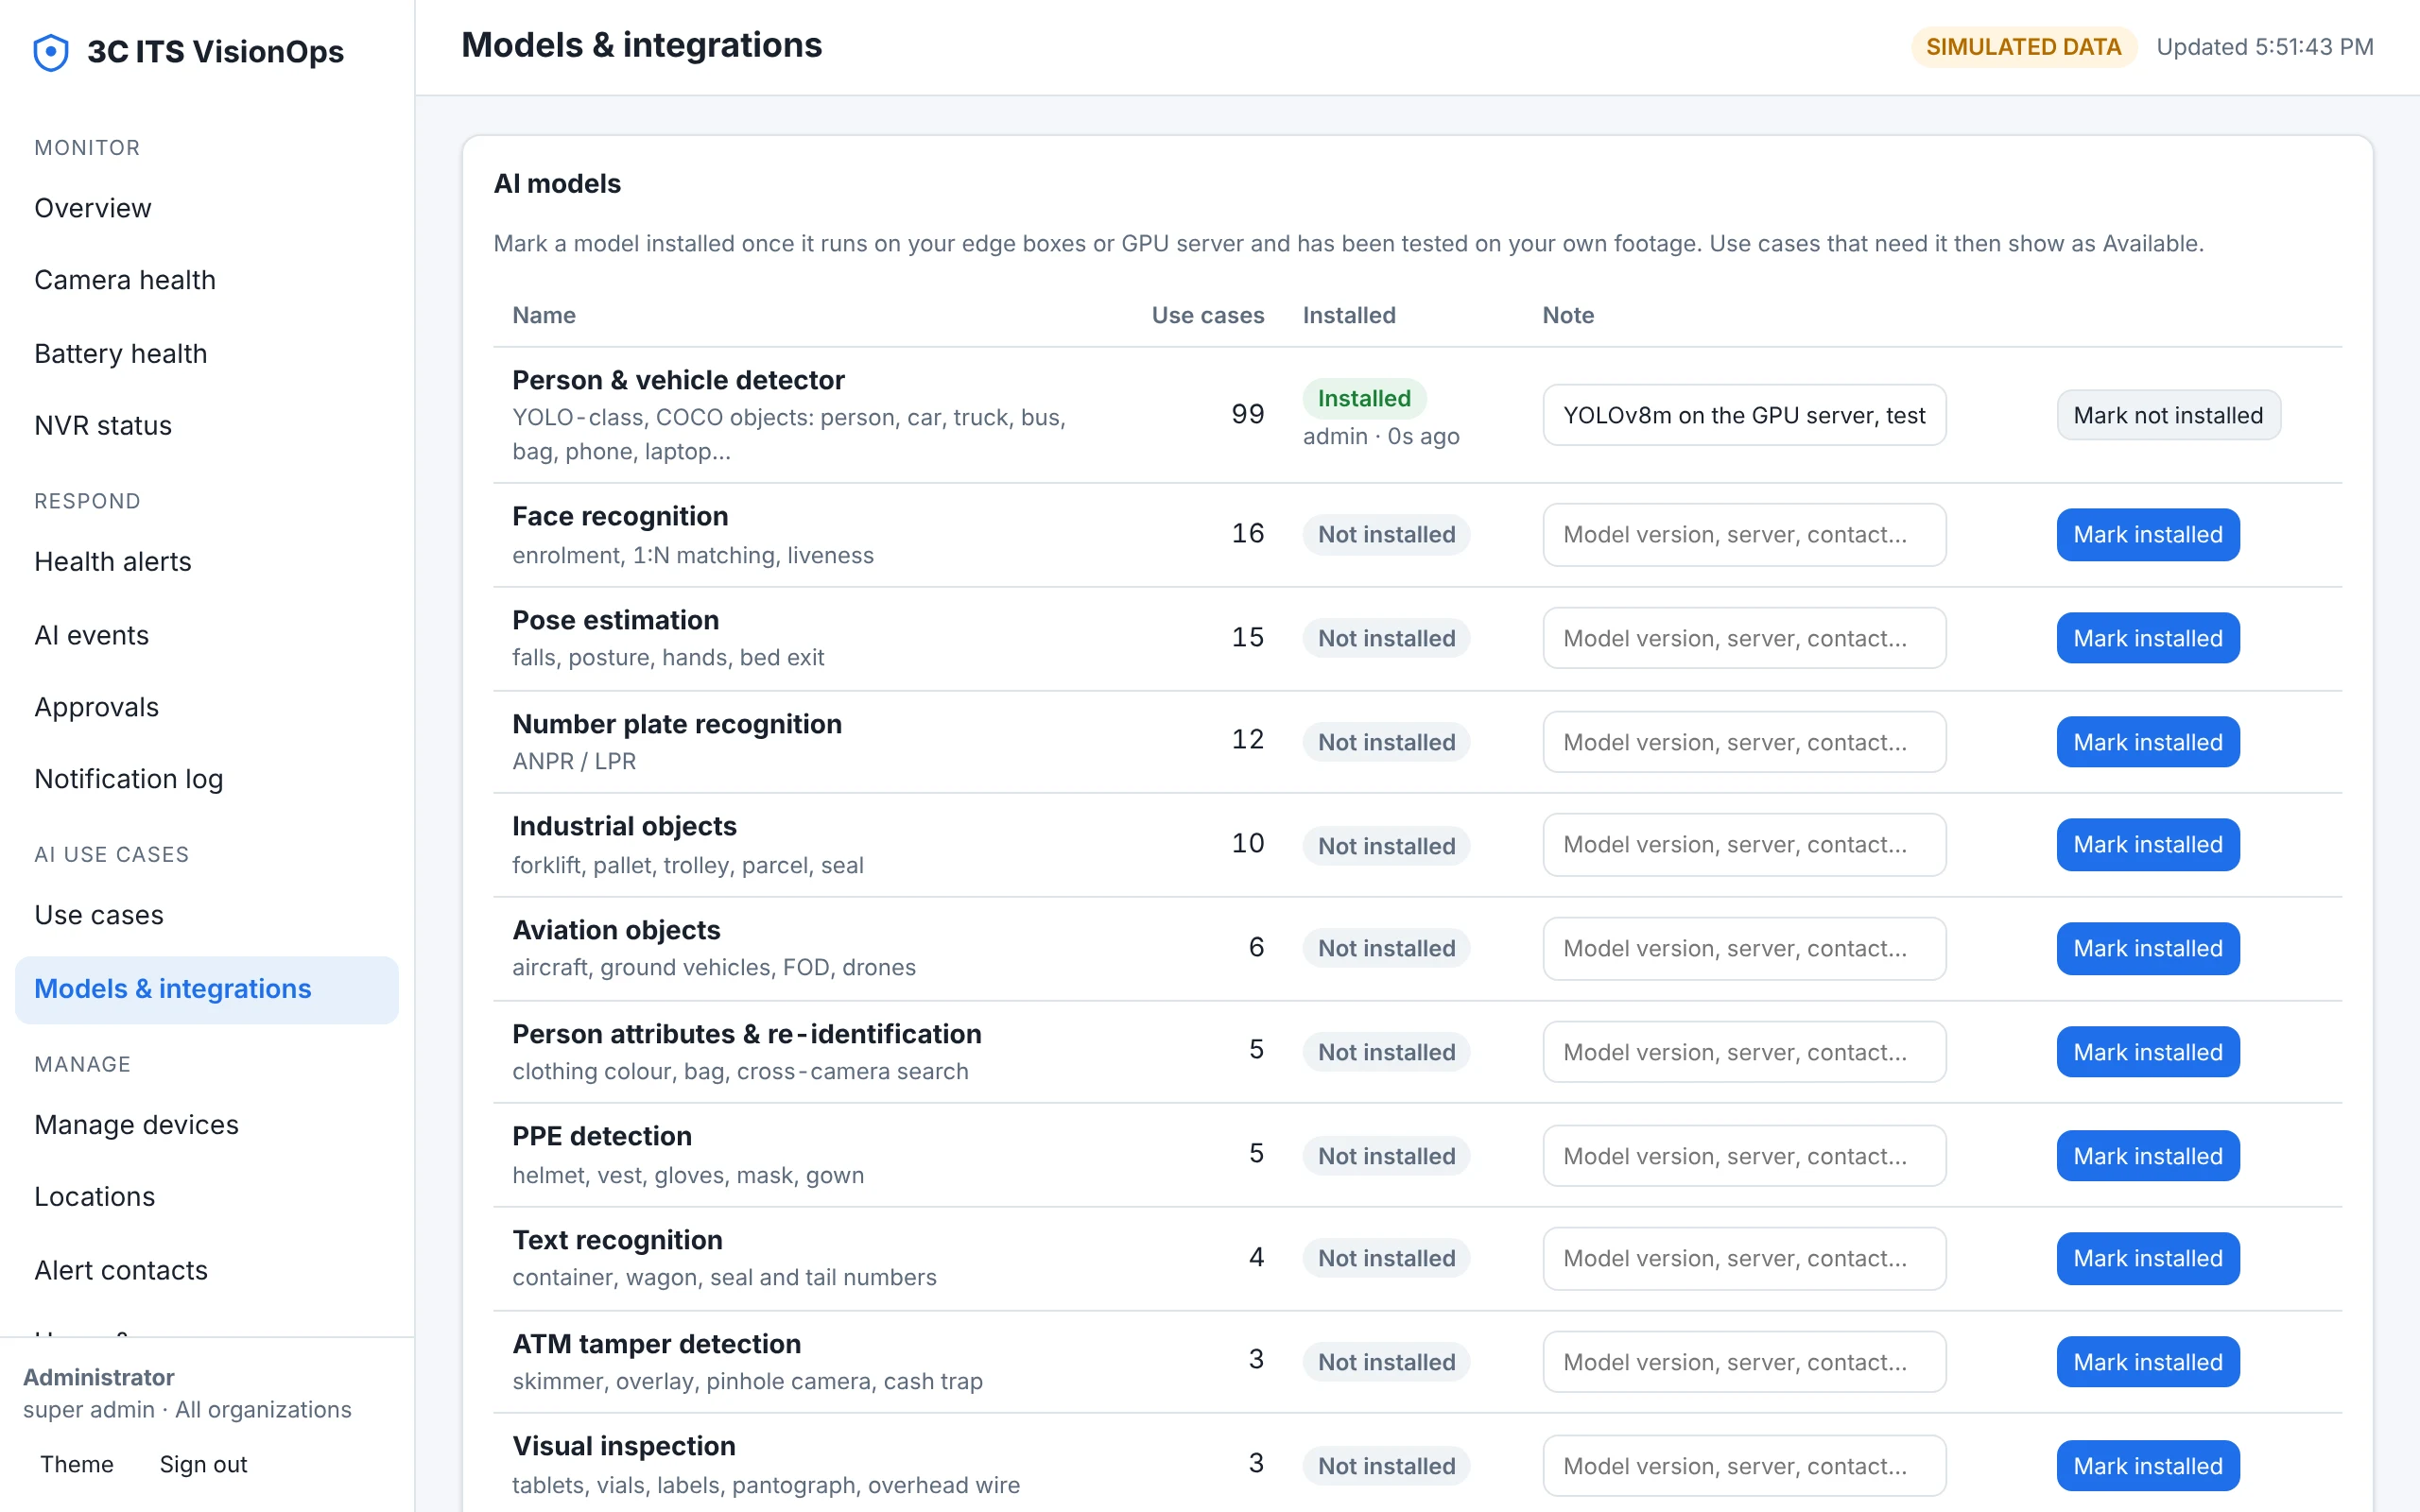 3C ITS VisionOps
MONITOR
Overview
Camera health
Battery health
NVR status
RESPOND
Health alerts
AI events
Approvals
Notification log
AI USE CASES
Use cases
Models & integrations
MANAGE
Manage devices
Locations
Alert contacts
Administrator
super admin · All organizations
Theme Sign out
Models & integrations
SIMULATED DATA Updated 5:51:43 PM
AI models
Mark a model installed once it runs on your edge boxes or GPU server and has been tested on your own footage. Use cases that need it then show as Available.
Name Use cases Installed Note
Person & vehicle detector
YOLO-class, COCO objects: person, car, truck, bus,
bag, phone, laptop...
99
Installed
admin · 0s ago
YOLOv8m on the GPU server, test
Mark not installed
Face recognition
enrolment, 1:N matching, liveness
16 Not installed Model version, server, contact... Mark installed
Pose estimation
falls, posture, hands, bed exit
15 Not installed Model version, server, contact... Mark installed
Number plate recognition
ANPR / LPR
12 Not installed Model version, server, contact... Mark installed
Industrial objects
forklift, pallet, trolley, parcel, seal
10 Not installed Model version, server, contact... Mark installed
Aviation objects
aircraft, ground vehicles, FOD, drones
6 Not installed Model version, server, contact... Mark installed
Person attributes & re-identification
clothing colour, bag, cross-camera search
5 Not installed Model version, server, contact... Mark installed
PPE detection
helmet, vest, gloves, mask, gown
5 Not installed Model version, server, contact... Mark installed
Text recognition
container, wagon, seal and tail numbers
4 Not installed Model version, server, contact... Mark installed
ATM tamper detection
skimmer, overlay, pinhole camera, cash trap
3 Not installed Model version, server, contact... Mark installed
Visual inspection
tablets, vials, labels, pantograph, overhead wire
3 Not installed Model version, server, contact... Mark installed